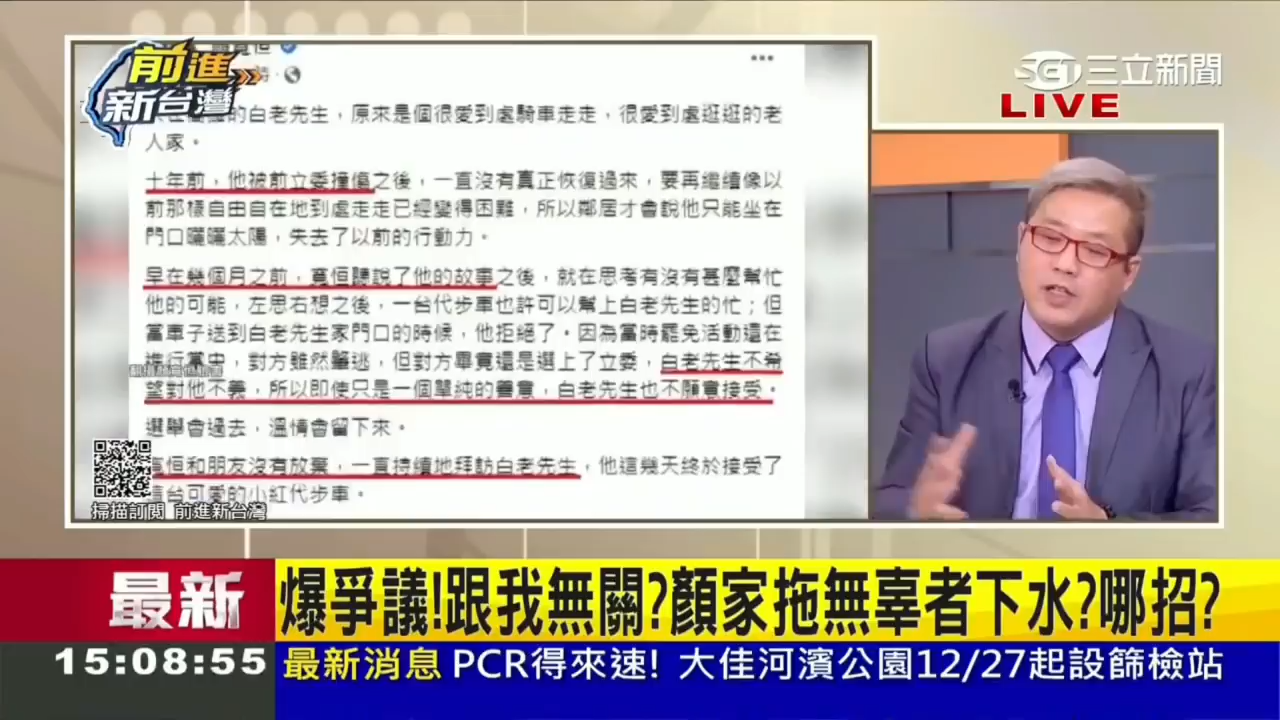 前進
新台灣
SET三立新聞
LIVE
的白老先生，原來是個很愛到處騎車走走，很愛到處逛逛的老
人家。
十年前，他被前立委撞傷之後，一直沒有真正恢復過來，要再繼續像以
前那樣自由自在地到處走走已經變得困難，所以鄰居才會說他只能坐在
門口曬曬太陽，失去了以前的行動力。
早在幾個月之前，寬恒聽說了他的故事之後，就在思考有沒有甚麼幫忙
他的可能，左思右想之後，一台代步車也許可以幫上白老先生的忙；但
當車子送到白老先生家門口的時候，他拒絕了。因為當時罷免活動還在
進行當中，對方雖然肇逃，但對方畢竟還是選上了立委，白老先生不希
望對他不義，所以即使只是一個單純的善意，白老先生也不願意接受。
選舉會過去，溫情會留下來。
寬恒和朋友沒有放棄，一直持續地拜訪白老先生，他這幾天終於接受了
這台可愛的小紅代步車。
掃描訂閱 前進新台灣
最新
爆爭議!跟我無關?顏家拖無辜者下水?哪招?
15:08:55
最新消息 PCR得來速! 大佳河濱公園12/27起設篩檢站